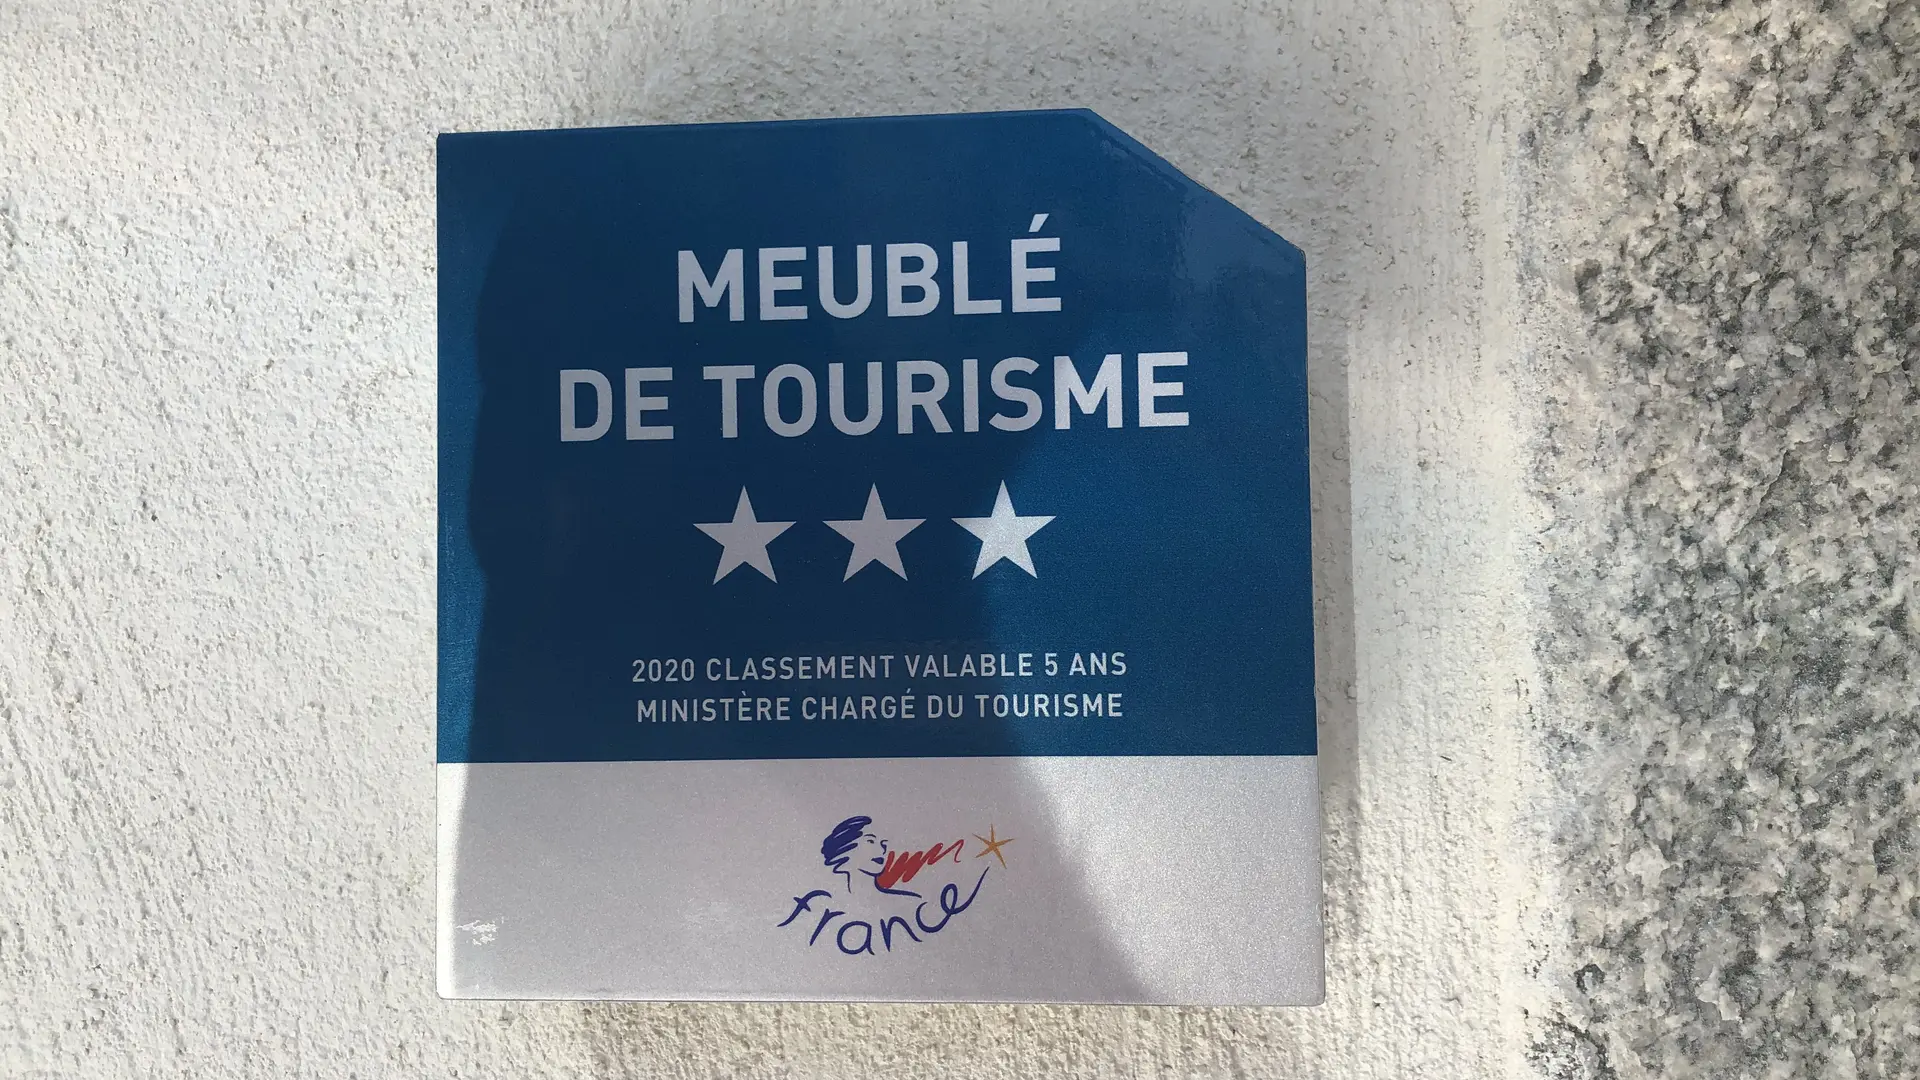 MEUBLÉ
DE TOURISME
2020 CLASSEMENT VALABLE 5 ANS
MINISTÈRE CHARGÉ DU TOURISME
france